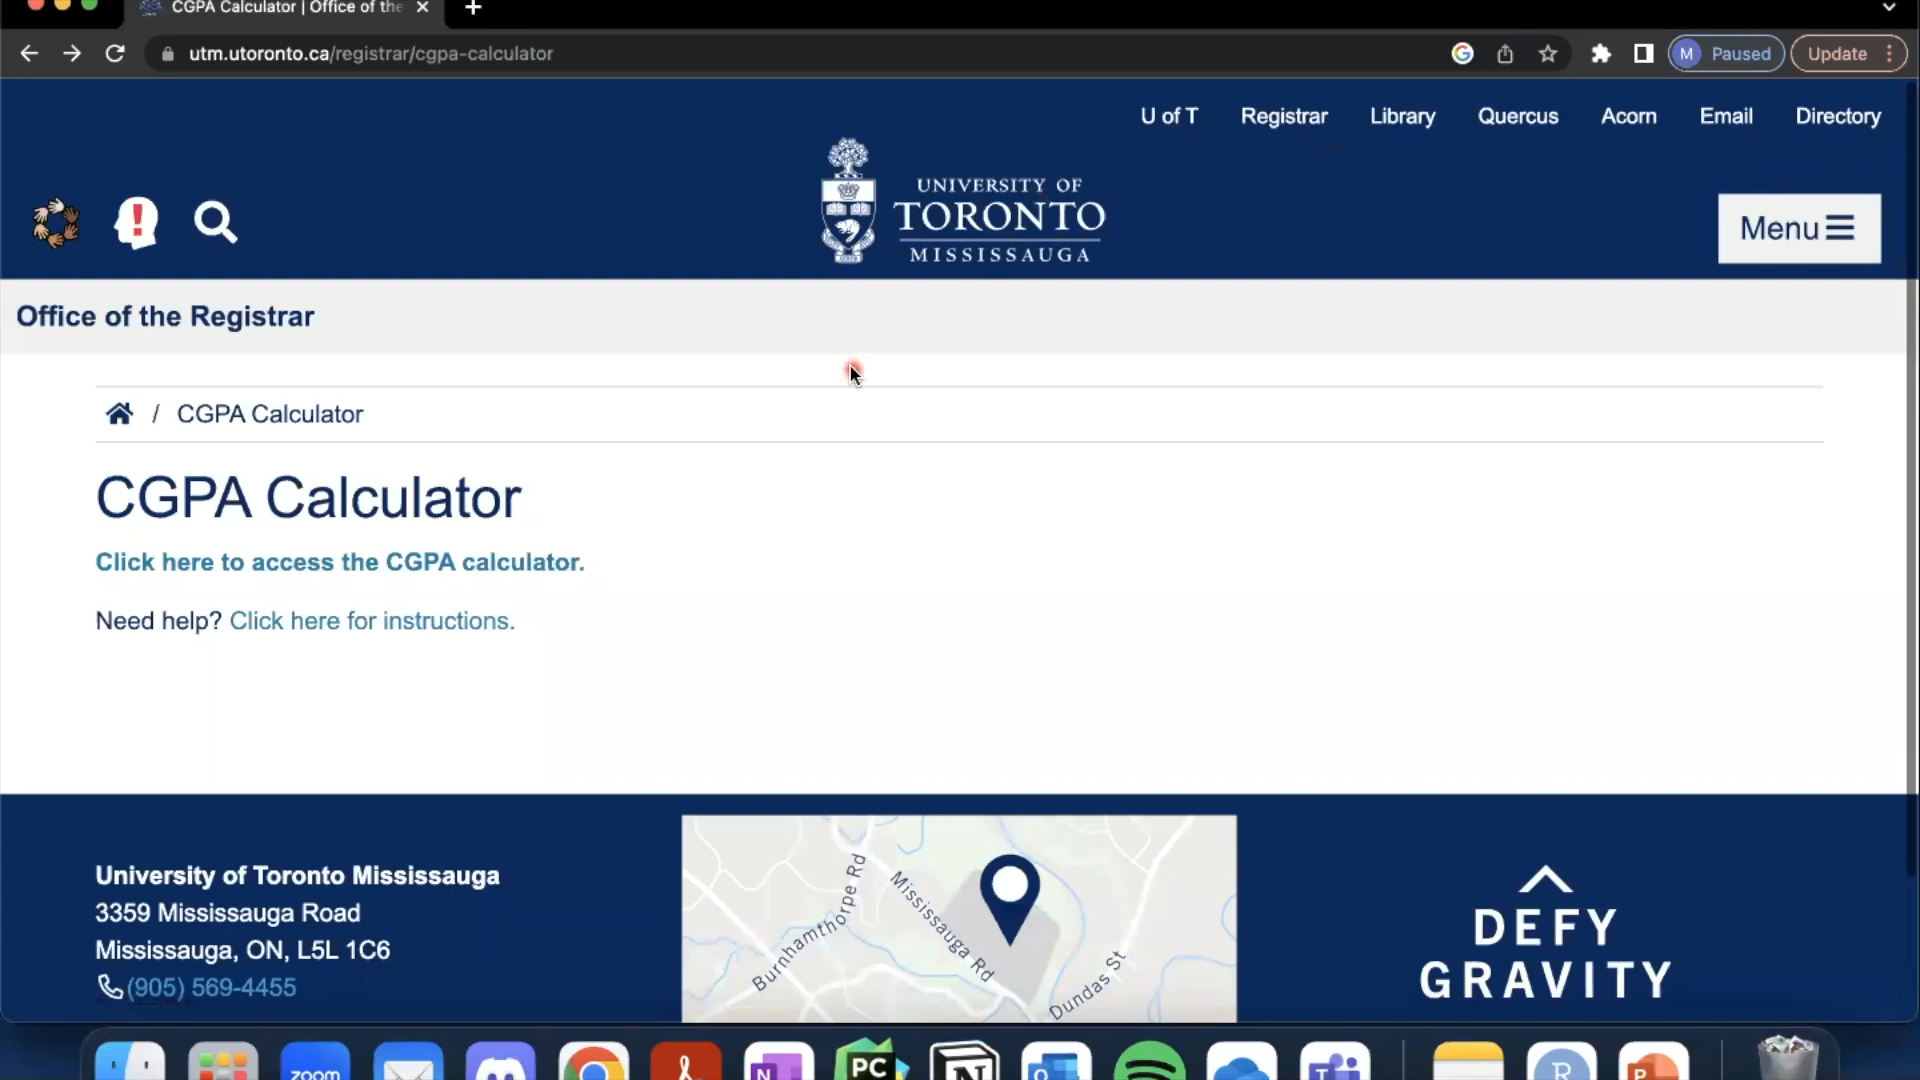 CGPA Calculator | Office of the
utm.utoronto.ca/registrar/cgpa-calculator
M Paused
Update
U of T Registrar Library Quercus Acorn Email Directory
UNIVERSITY OF
TORONTO
MISSISSAUGA
Menu
Office of the Registrar
/ CGPA Calculator
CGPA Calculator
Click here to access the CGPA calculator.
Need help? Click here for instructions.
University of Toronto Mississauga
3359 Mississauga Road
Mississauga, ON, L5L 1C6
(905) 569-4455
Burnhamthorpe Rd
Mississauga Rd
Dundas St
DEFY
GRAVITY
zoom
N
PC
N
O
T
R
P